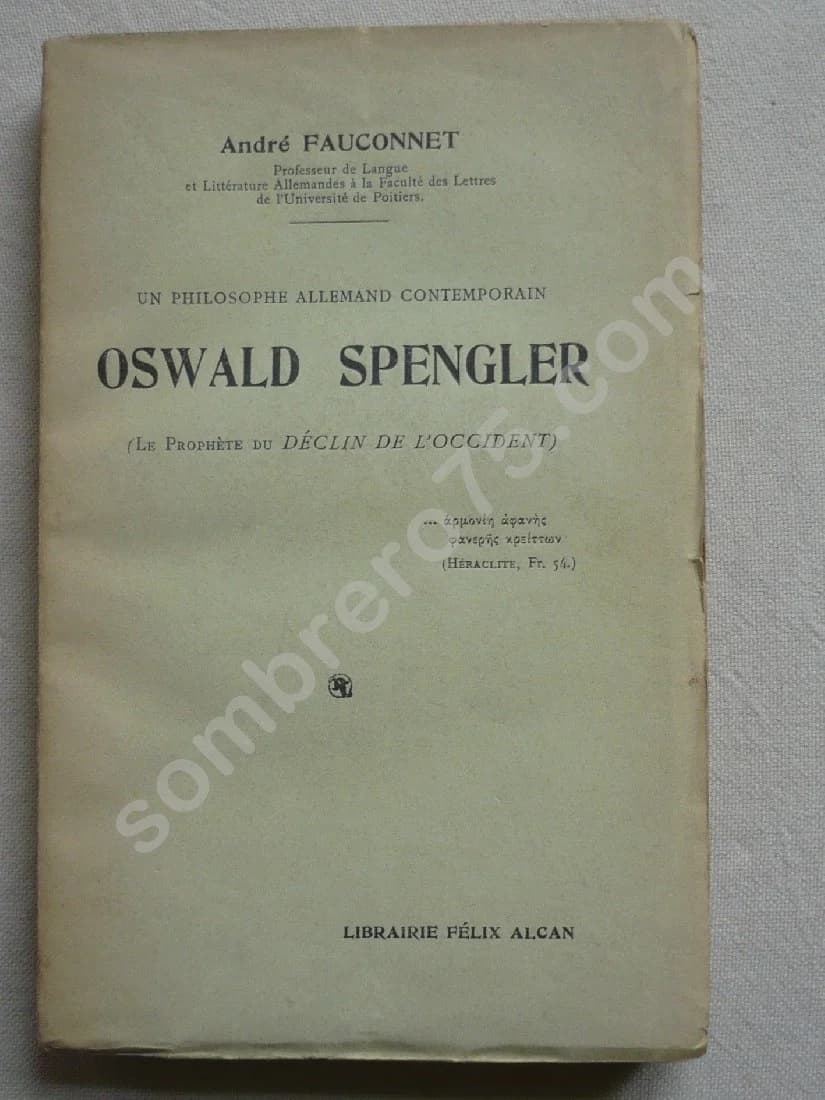 André FAUCONNET
Professeur de Langue
et Littérature Allemandes à la Faculté des Lettres
de l'Université de Poitiers.
UN PHILOSOPHE ALLEMAND CONTEMPORAIN
OSWALD SPENGLER
(LE PROPHÈTE DU DÉCLIN DE L'OCCIDENT)
... ἁρμονίη ἀφανὴς
φανερῆς κρείττων
(HÉRACLITE, FR. 54.)
LIBRAIRIE FÉLIX ALCAN
sombrero75.com